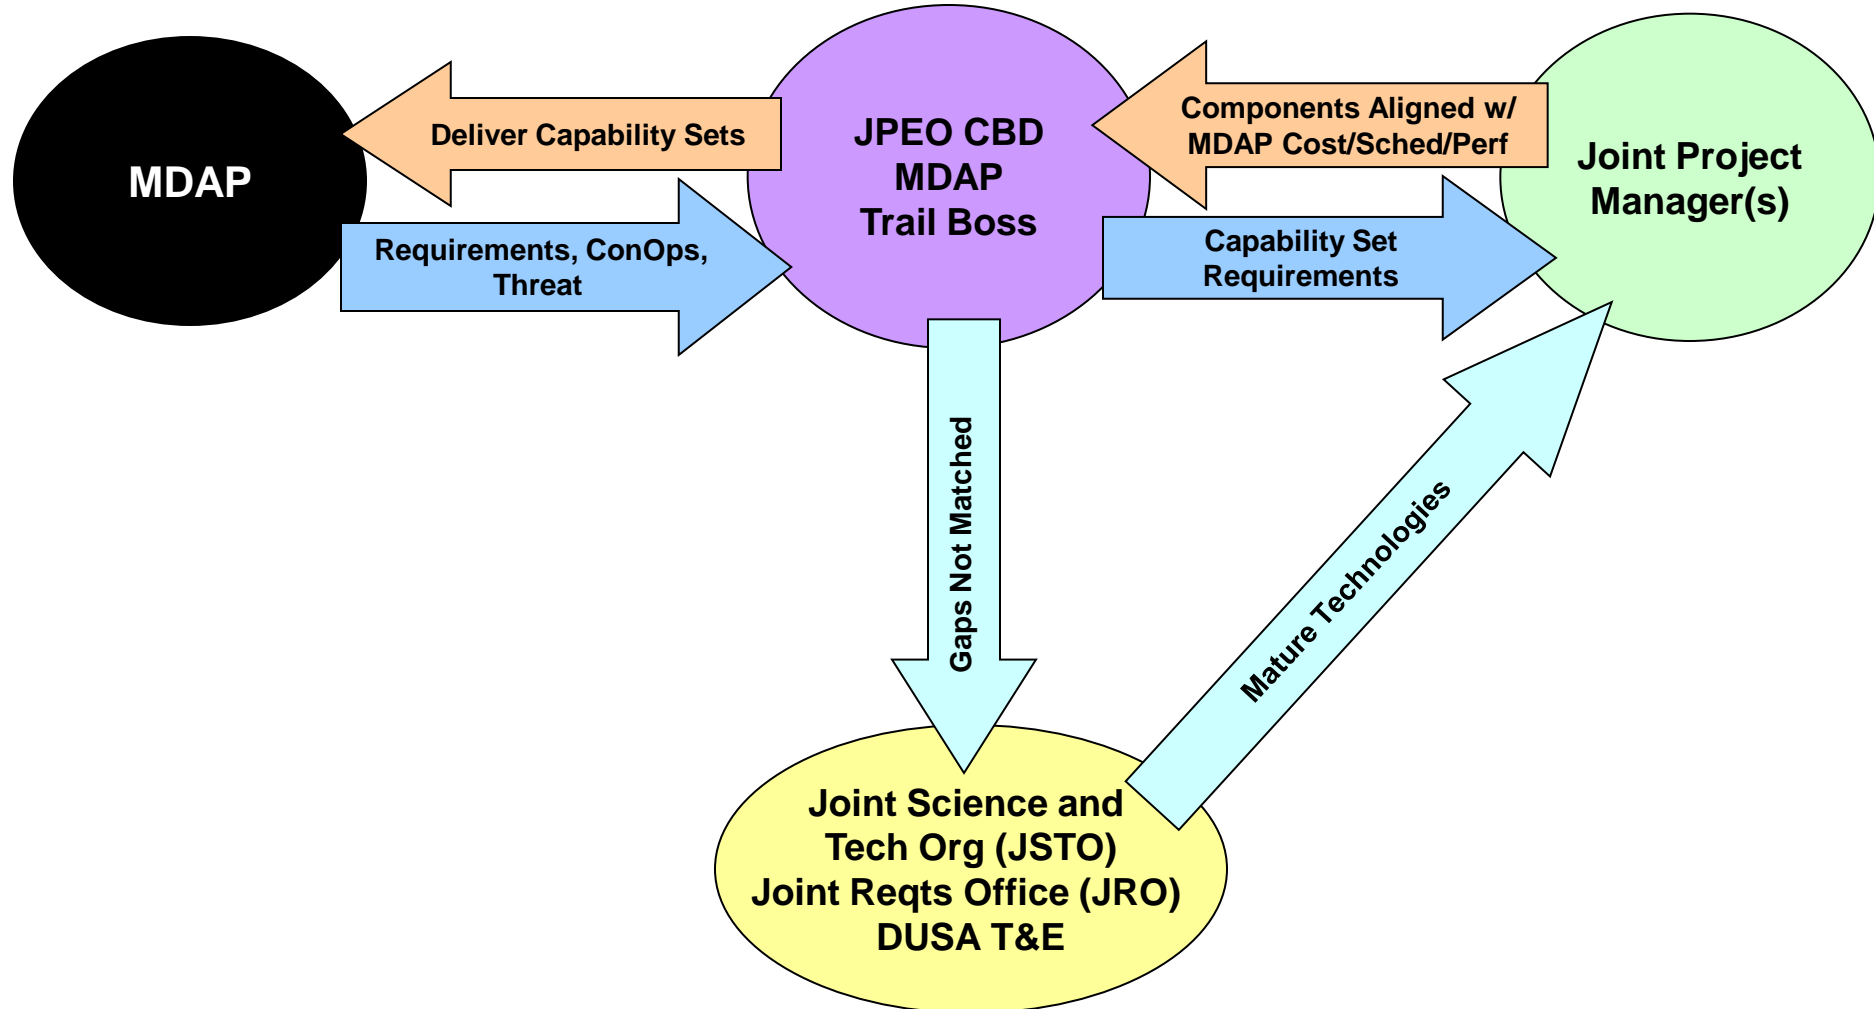 MDAP
Deliver Capability Sets
Requirements, ConOps,
Threat
JPEO CBD
MDAP
Trail Boss
Components Aligned w/
MDAP Cost/Sched/Perf
Capability Set
Requirements
Joint Project
Manager(s)
Gaps Not Matched
Mature Technologies
Joint Science and
Tech Org (JSTO)
Joint Reqts Office (JRO)
DUSA T&E